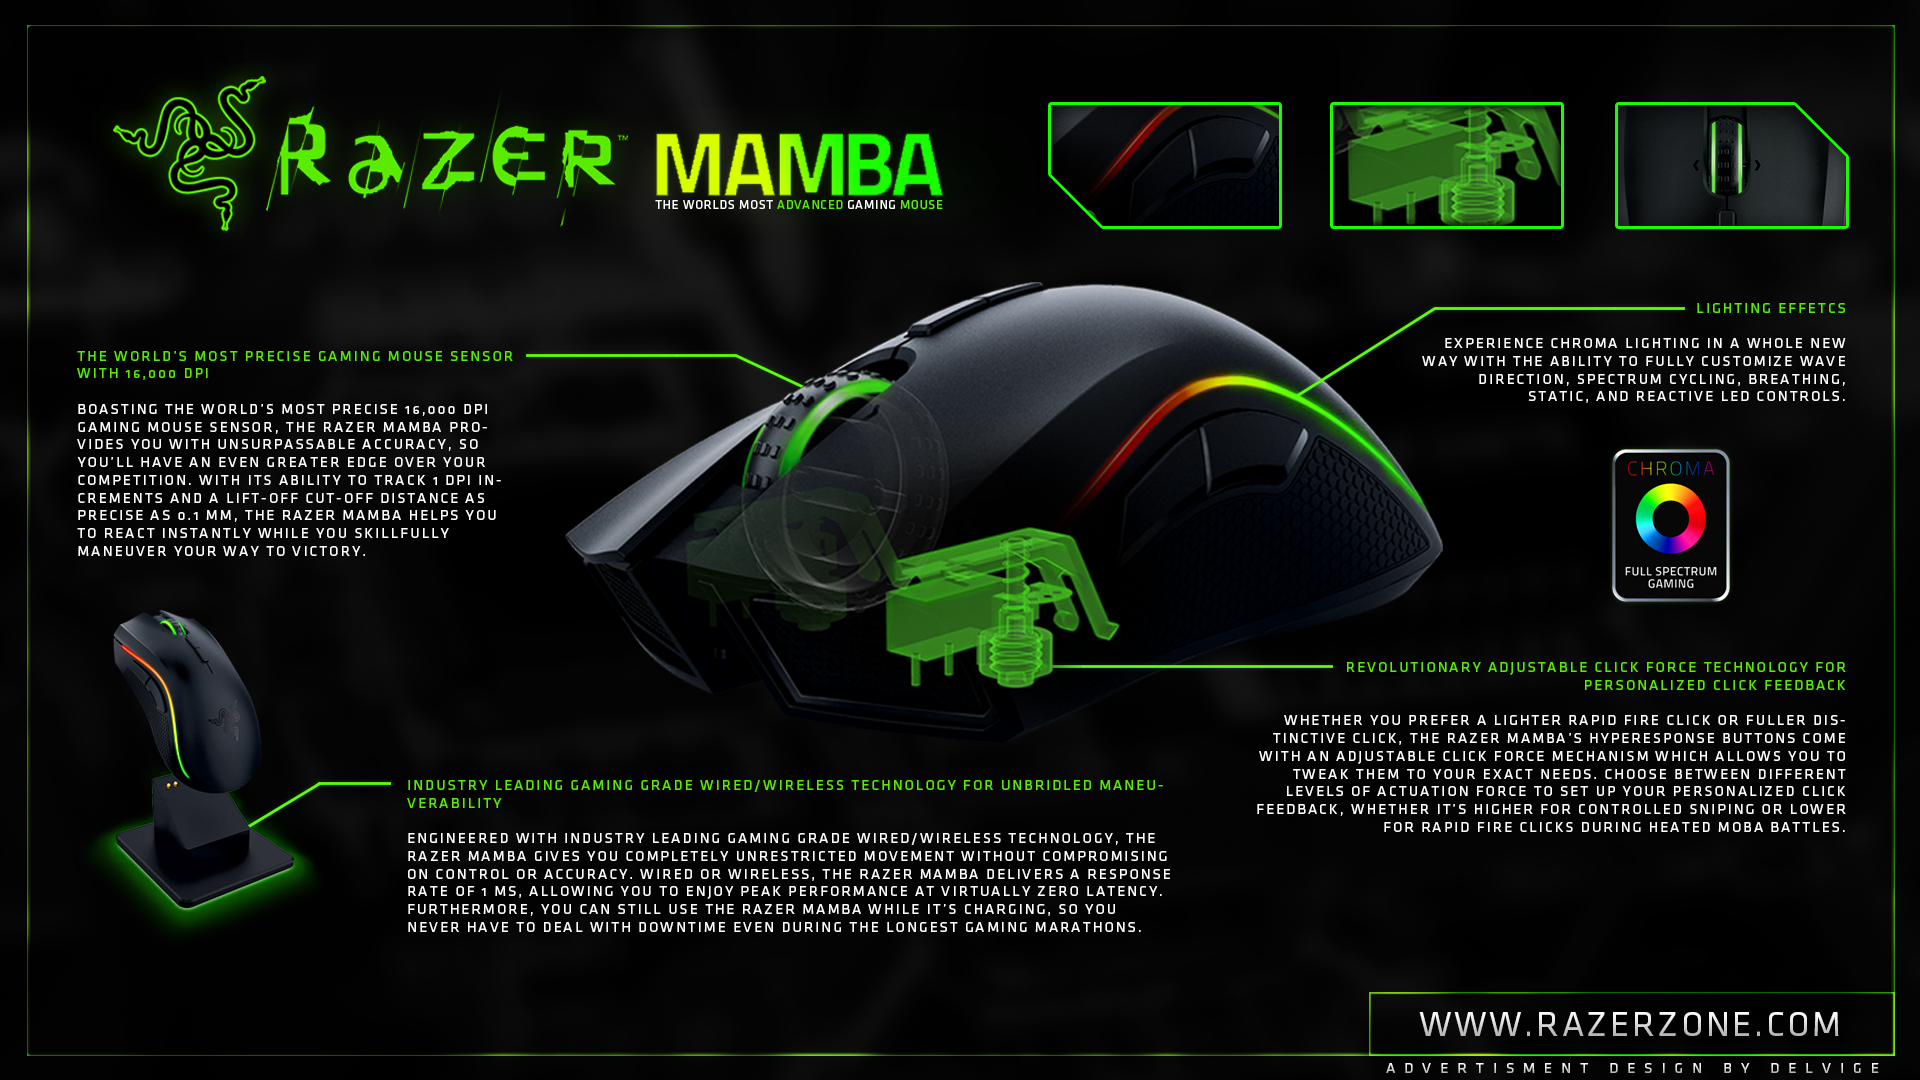 RAZER™
MAMBA
THE WORLDS MOST ADVANCED GAMING MOUSE
THE WORLD'S MOST PRECISE GAMING MOUSE SENSOR
WITH 16,000 DPI
BOASTING THE WORLD'S MOST PRECISE 16,000 DPI
GAMING MOUSE SENSOR, THE RAZER MAMBA PRO-
VIDES YOU WITH UNSURPASSABLE ACCURACY, SO
YOU'LL HAVE AN EVEN GREATER EDGE OVER YOUR
COMPETITION. WITH ITS ABILITY TO TRACK 1 DPI IN-
CREMENTS AND A LIFT-OFF CUT-OFF DISTANCE AS
PRECISE AS 0.1 MM, THE RAZER MAMBA HELPS YOU
TO REACT INSTANTLY WHILE YOU SKILLFULLY
MANEUVER YOUR WAY TO VICTORY.
LIGHTING EFFETCS
EXPERIENCE CHROMA LIGHTING IN A WHOLE NEW
WAY WITH THE ABILITY TO FULLY CUSTOMIZE WAVE
DIRECTION, SPECTRUM CYCLING, BREATHING,
STATIC, AND REACTIVE LED CONTROLS.
CHROMA
FULL SPECTRUM
GAMING
REVOLUTIONARY ADJUSTABLE CLICK FORCE TECHNOLOGY FOR
PERSONALIZED CLICK FEEDBACK
WHETHER YOU PREFER A LIGHTER RAPID FIRE CLICK OR FULLER DIS-
TINCTIVE CLICK, THE RAZER MAMBA'S HYPERESPONSE BUTTONS COME
WITH AN ADJUSTABLE CLICK FORCE MECHANISM WHICH ALLOWS YOU TO
TWEAK THEM TO YOUR EXACT NEEDS. CHOOSE BETWEEN DIFFERENT
LEVELS OF ACTUATION FORCE TO SET UP YOUR PERSONALIZED CLICK
FEEDBACK, WHETHER IT'S HIGHER FOR CONTROLLED SNIPING OR LOWER
FOR RAPID FIRE CLICKS DURING HEATED MOBA BATTLES.
INDUSTRY LEADING GAMING GRADE WIRED/WIRELESS TECHNOLOGY FOR UNBRIDLED MANEU-
VERABILITY
ENGINEERED WITH INDUSTRY LEADING GAMING GRADE WIRED/WIRELESS TECHNOLOGY, THE
RAZER MAMBA GIVES YOU COMPLETELY UNRESTRICTED MOVEMENT WITHOUT COMPROMISING
ON CONTROL OR ACCURACY. WIRED OR WIRELESS, THE RAZER MAMBA DELIVERS A RESPONSE
RATE OF 1 MS, ALLOWING YOU TO ENJOY PEAK PERFORMANCE AT VIRTUALLY ZERO LATENCY.
FURTHERMORE, YOU CAN STILL USE THE RAZER MAMBA WHILE IT'S CHARGING, SO YOU
NEVER HAVE TO DEAL WITH DOWNTIME EVEN DURING THE LONGEST GAMING MARATHONS.
WWW.RAZERZONE.COM
ADVERTISMENT DESIGN BY DELVIGE